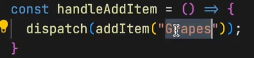 const handleAddItem = () => {
dispatch(addItem("Grapes"));
}